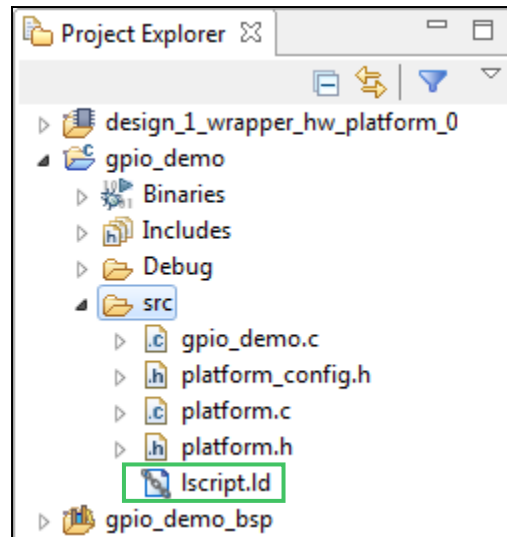 Project Explorer
design_1_wrapper_hw_platform_0
gpio_demo
Binaries
Includes
Debug
src
gpio_demo.c
platform_config.h
platform.c
platform.h
lscript.ld
gpio_demo_bsp